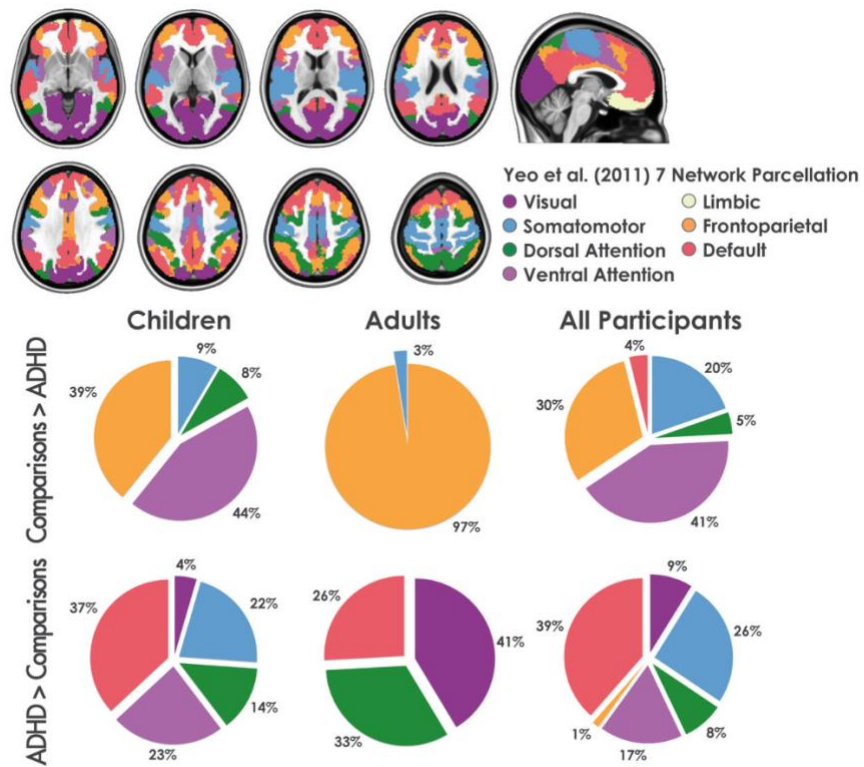 Yeo et al. (2011) 7 Network Parcellation
Visual
Limbic
Somatomotor
Frontoparietal
Dorsal Attention
Default
Ventral Attention
Children
Adults
All Participants
Comparisons > ADHD
9%
8%
44%
39%
3%
97%
4%
20%
5%
41%
30%
ADHD > Comparisons
4%
22%
14%
23%
37%
26%
41%
33%
9%
26%
8%
17%
1%
39%